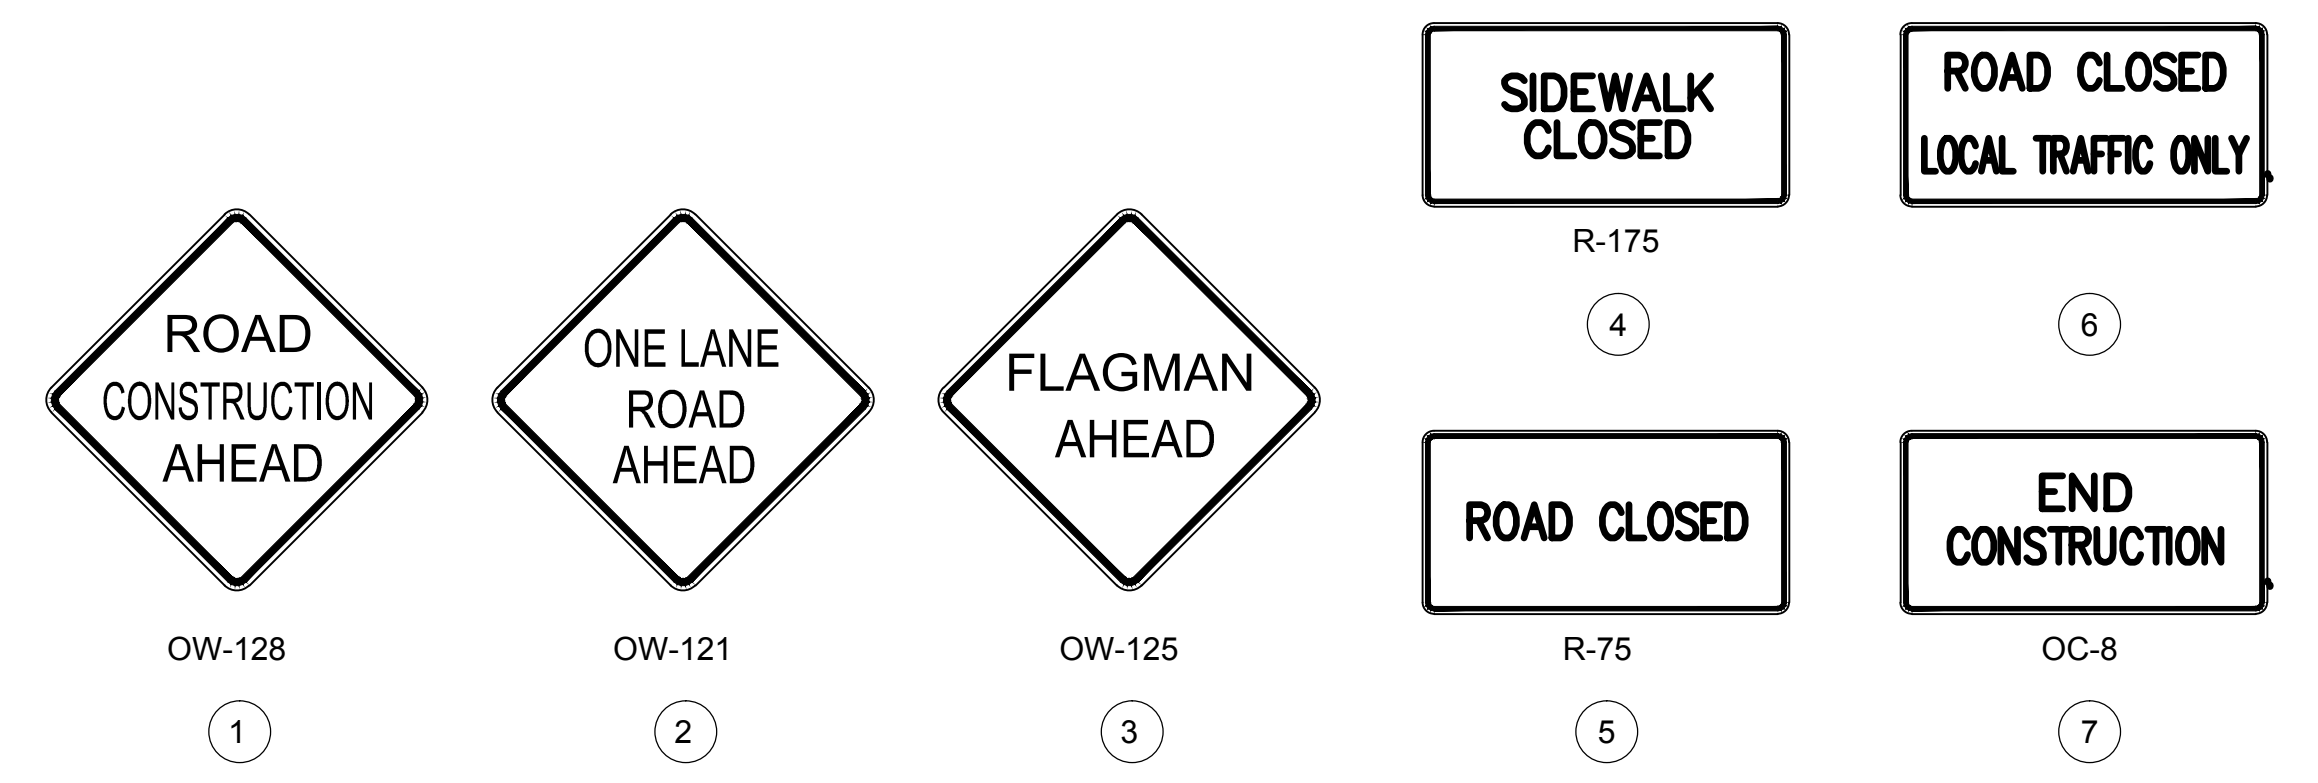 ROAD
CONSTRUCTION
AHEAD
OW-128
1
ONE LANE
ROAD
AHEAD
OW-121
2
FLAGMAN
AHEAD
OW-125
3
SIDEWALK
CLOSED
R-175
4
ROAD CLOSED
R-75
5
ROAD CLOSED
LOCAL TRAFFIC ONLY
6
END
CONSTRUCTION
OC-8
7